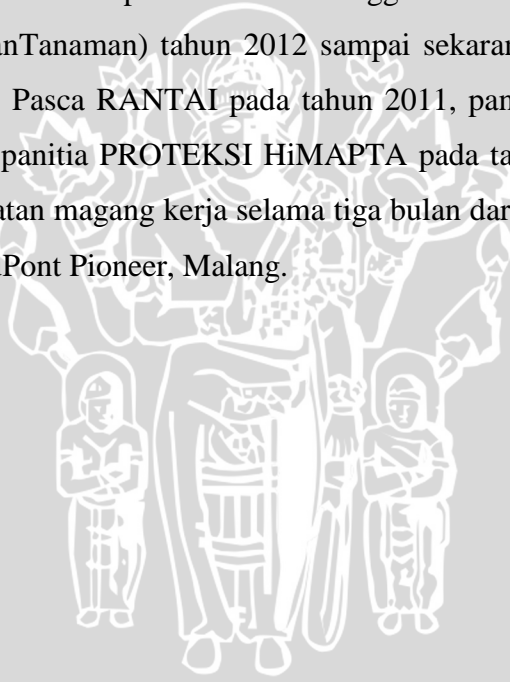 anTanaman) tahun 2012 sampai sekaran
Pasca RANTAI pada tahun 2011, pan
panitia PROTEKSI HiMAPTA pada ta
atan magang kerja selama tiga bulan dar
Pont Pioneer, Malang.